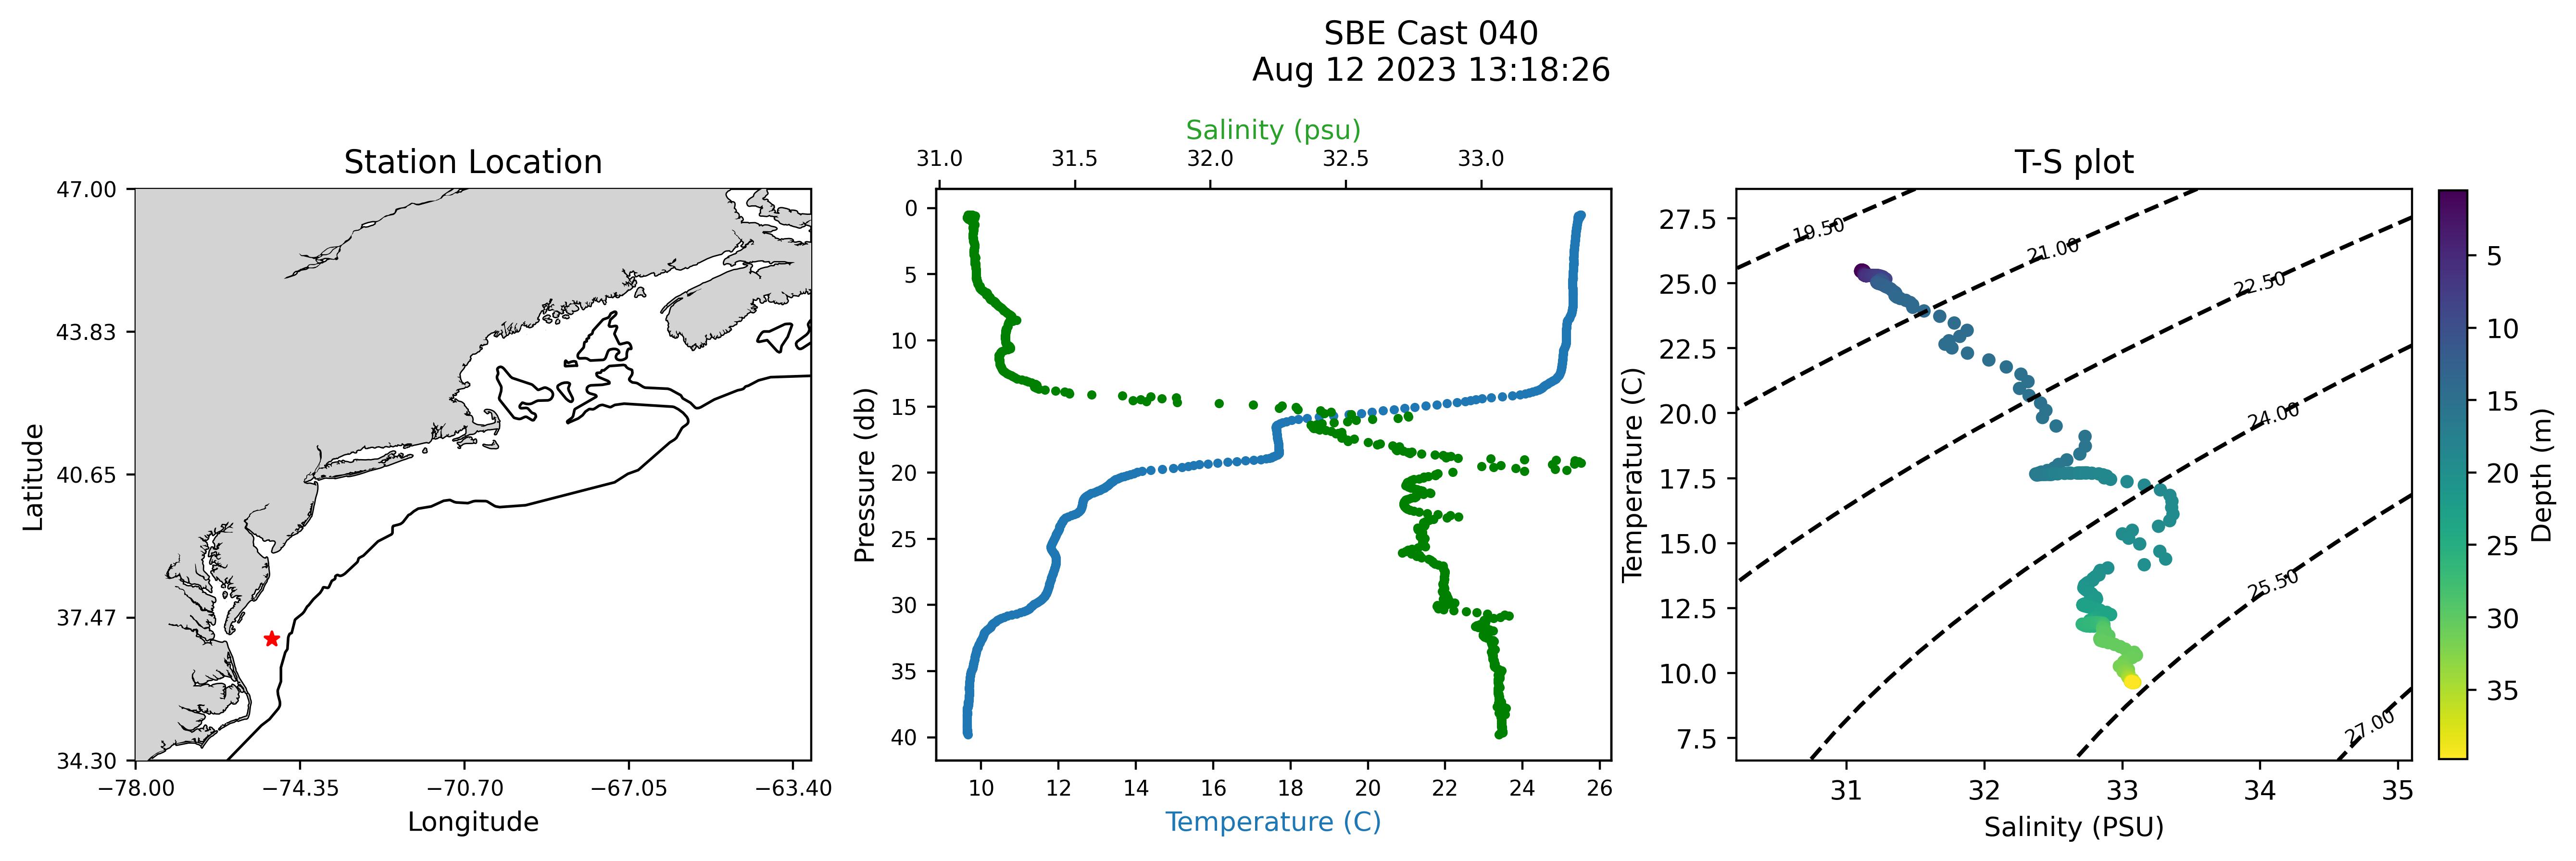 SBE Cast 040
Aug 12 2023 13:18:26
Station Location
47.00
43.83
40.65
37.47
34.30
Latitude
−78.00 −74.35 −70.70 −67.05 −63.40
Longitude
Salinity (psu)
31.0 31.5 32.0 32.5 33.0
0
5
10
15
20
25
30
35
40
Pressure (db)
10 12 14 16 18 20 22 24 26
Temperature (C)
T-S plot
27.5
25.0
22.5
20.0
17.5
15.0
12.5
10.0
7.5
Temperature (C)
19.50
21.00
22.50
24.00
25.50
27.00
31 32 33 34 35
Salinity (PSU)
5
10
15
20
25
30
35
Depth (m)